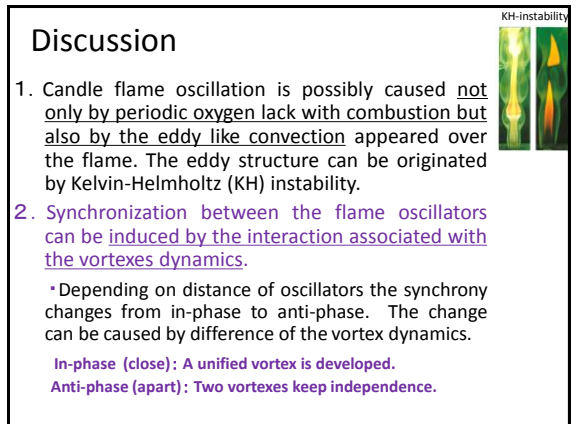 KH-instability
Discussion
1. Candle flame oscillation is possibly caused not
only by periodic oxygen lack with combustion but
also by the eddy like convection appeared over
the flame. The eddy structure can be originated
by Kelvin-Helmholtz (KH) instability.
2. Synchronization between the flame oscillators
can be induced by the interaction associated with
the vortexes dynamics.
・Depending on distance of oscillators the synchrony
changes from in-phase to anti-phase. The change
can be caused by difference of the vortex dynamics.
In-phase (close): A unified vortex is developed.
Anti-phase (apart): Two vortexes keep independence.